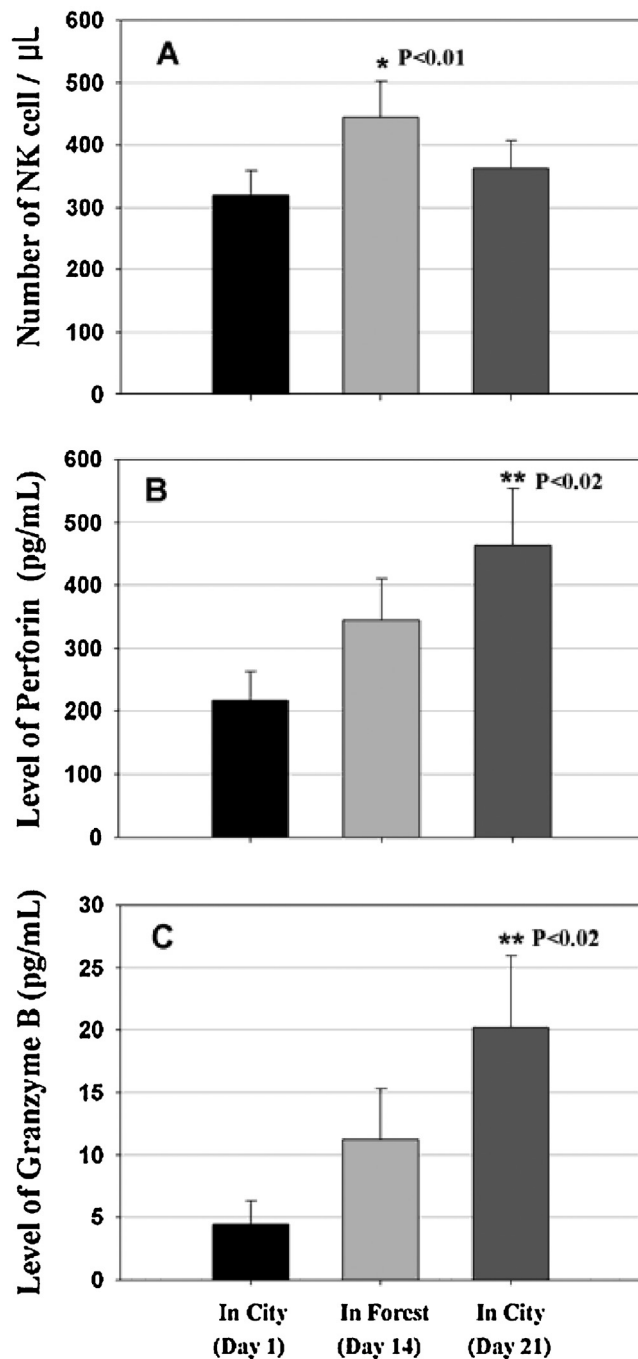 A
* P<0.01
Number of NK cell / μL
600
500
400
300
200
100
0
B
** P<0.02
Level of Perforin (pg/mL)
600
500
400
300
200
100
0
C
** P<0.02
Level of Granzyme B (pg/mL)
30
25
20
15
10
5
0
In City In Forest In City
(Day 1) (Day 14) (Day 21)